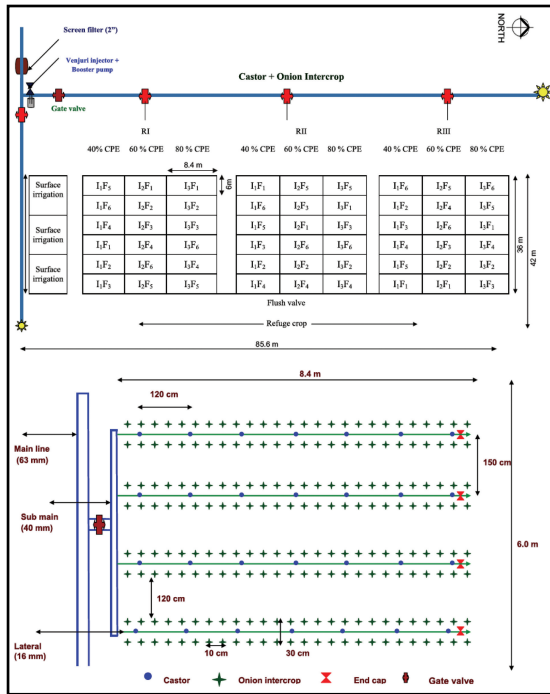 Screen filter (2")
NORTH
Venjuri injector +
Booster pump
Castor + Onion Intercrop
Gate valve
RI RII RIII
40% CPE 60 % CPE 80 % CPE 40 % CPE 60 % CPE 80 % CPE 40 % CPE 60 % CPE 80 % CPE
8.4 m
6m
Surface
irrigation
Surface
irrigation
Surface
irrigation
I₁F₅ I₂F₁ I₃F₁ I₁F₁ I₂F₅ I₃F₅ I₁F₆ I₂F₅ I₃F₆
I₁F₆ I₂F₂ I₃F₂ I₁F₆ I₂F₃ I₃F₁ I₁F₂ I₂F₄ I₃F₅
I₁F₄ I₂F₃ I₃F₃ I₁F₅ I₂F₁ I₃F₂ I₁F₃ I₂F₆ I₃F₁
I₁F₁ I₂F₄ I₃F₆ I₁F₃ I₂F₆ I₃F₆ I₁F₄ I₂F₃ I₃F₄
I₁F₂ I₂F₆ I₃F₄ I₁F₂ I₂F₂ I₃F₃ I₁F₅ I₂F₂ I₃F₂
I₁F₃ I₂F₅ I₃F₅ I₁F₄ I₂F₄ I₃F₄ I₁F₁ I₂F₁ I₃F₃
36 m
42 m
Flush valve
Refuge crop
85.6 m
8.4 m
120 cm
Main line
(63 mm)
150 cm
Sub main
(40 mm)
6.0 m
120 cm
Lateral
(16 mm)
10 cm 30 cm
Castor Onion intercrop End cap Gate valve